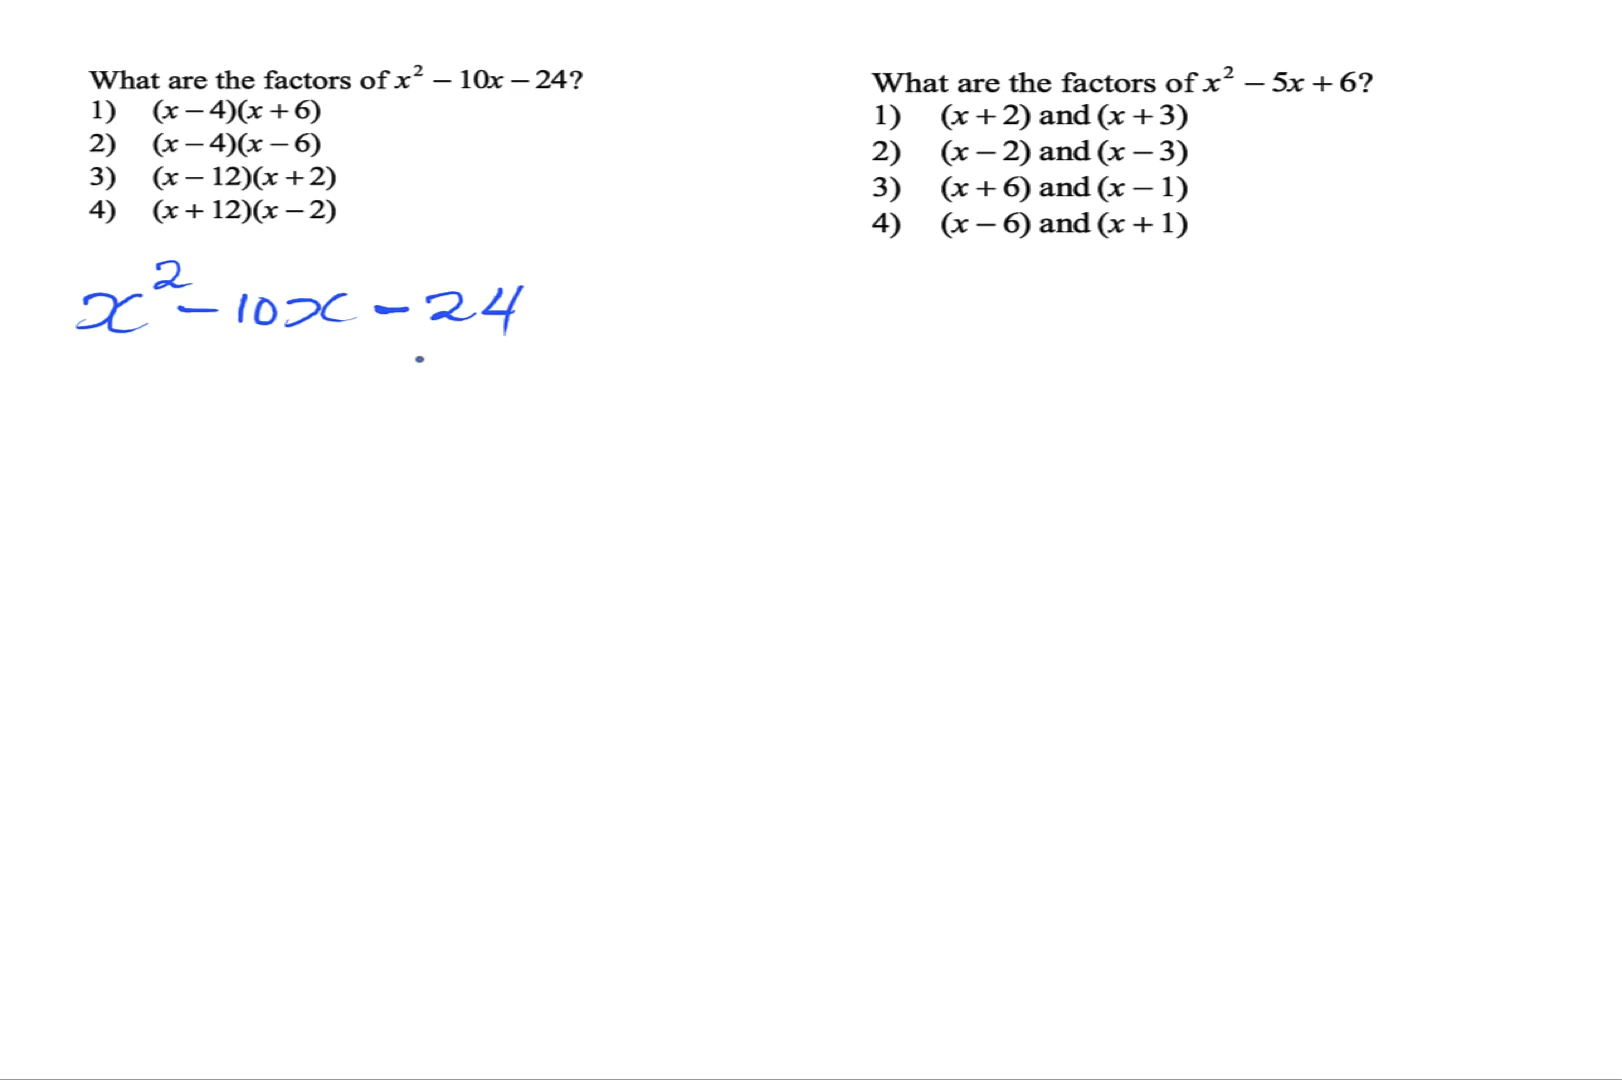 What are the factors of x² – 10x – 24?
1) (x – 4)(x + 6)
2) (x – 4)(x – 6)
3) (x – 12)(x + 2)
4) (x + 12)(x – 2)
x² – 10x – 24
What are the factors of x² – 5x + 6?
1) (x + 2) and (x + 3)
2) (x – 2) and (x – 3)
3) (x + 6) and (x – 1)
4) (x – 6) and (x + 1)